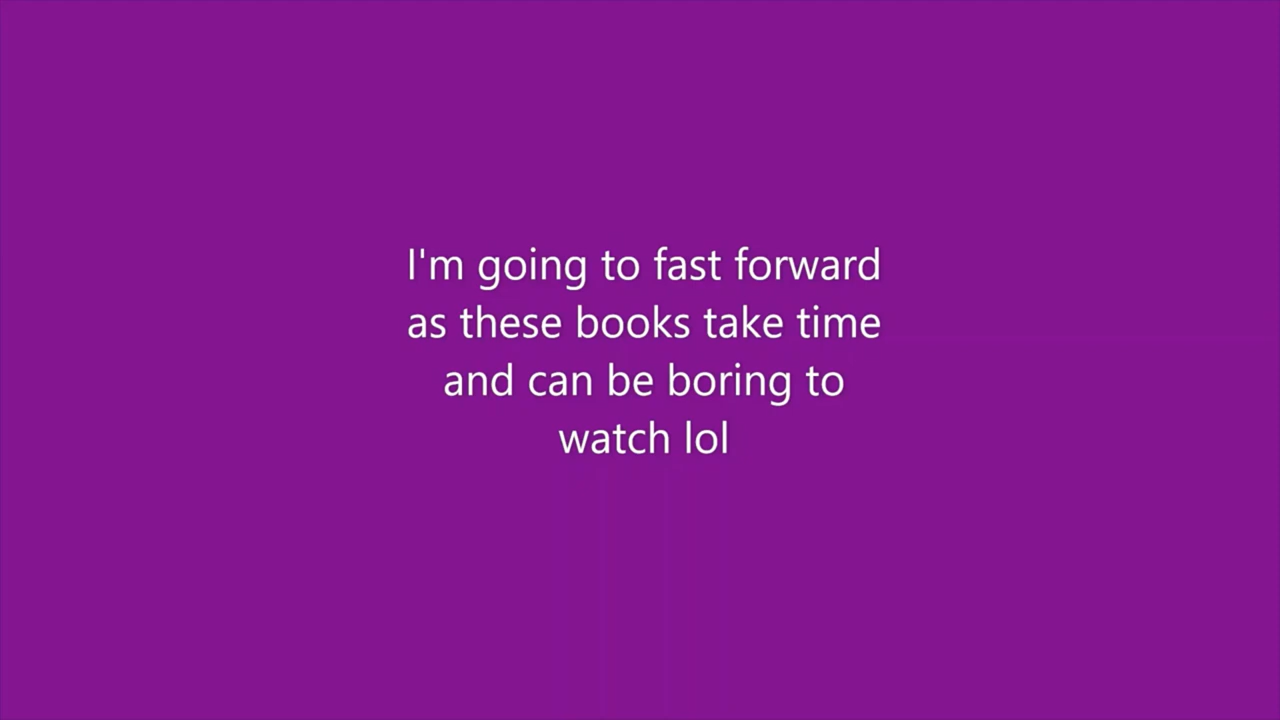 I'm going to fast forward
as these books take time
and can be boring to
watch lol